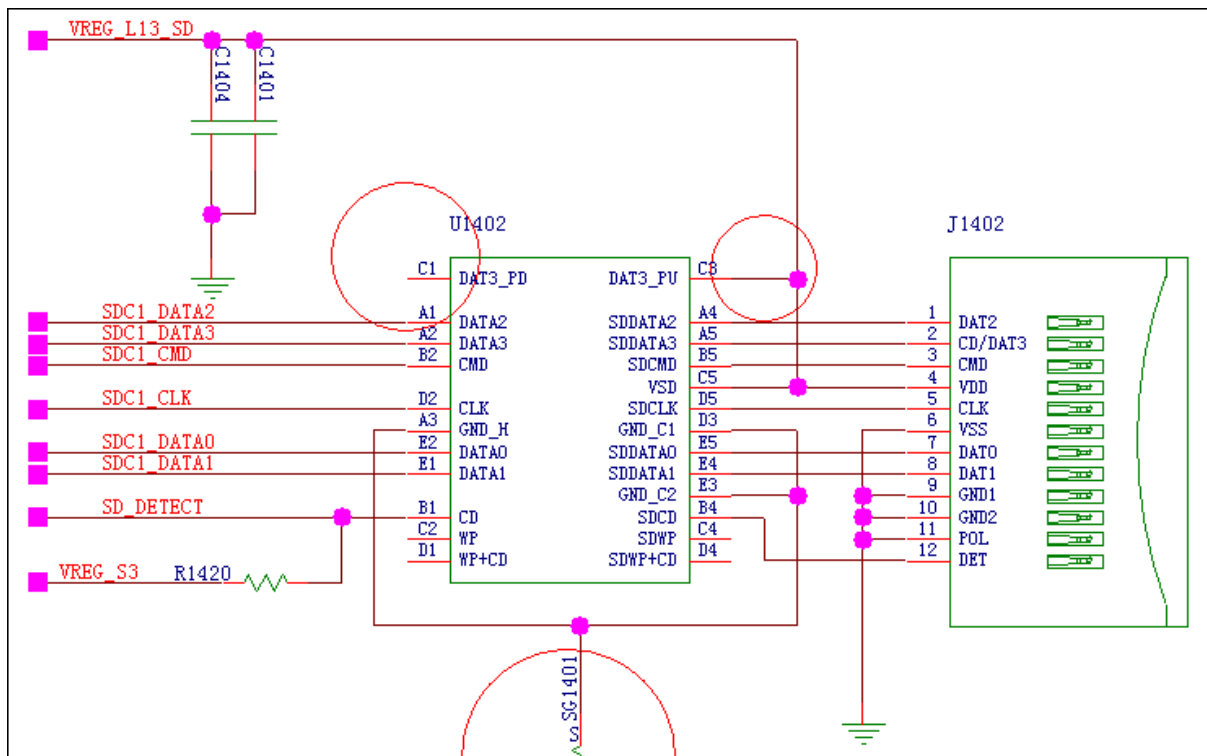 VREG_L13_SD
C1404
C1401
U1402
J1402
C1 DAT3_PD DAT3_PU C3
SDC1_DATA2 A1 DATA2 SDDATA2 A4 1 DAT2
SDC1_DATA3 A2 DATA3 SDDATA3 A5 2 CD/DAT3
SDC1_CMD B2 CMD SDCMD B5 3 CMD
VSD C5 4 VDD
SDC1_CLK D2 CLK SDCLK D5 5 CLK
A3 GND_H GND_C1 D3 6 VSS
SDC1_DATA0 E2 DATA0 SDDATA0 E5 7 DAT0
SDC1_DATA1 E1 DATA1 SDDATA1 E4 8 DAT1
GND_C2 E3 9 GND1
SD_DETECT B1 CD SDCD B4 10 GND2
C2 WP SDWP C4 11 POL
D1 WP+CD SDWP+CD D4 12 DET
VREG_S3 R1420
SG1401
S